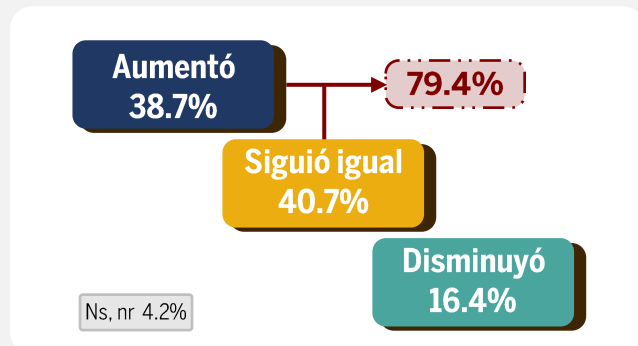 Aumentó
38.7%
79.4%
Siguió igual
40.7%
Disminuyó
16.4%
Ns, nr 4.2%